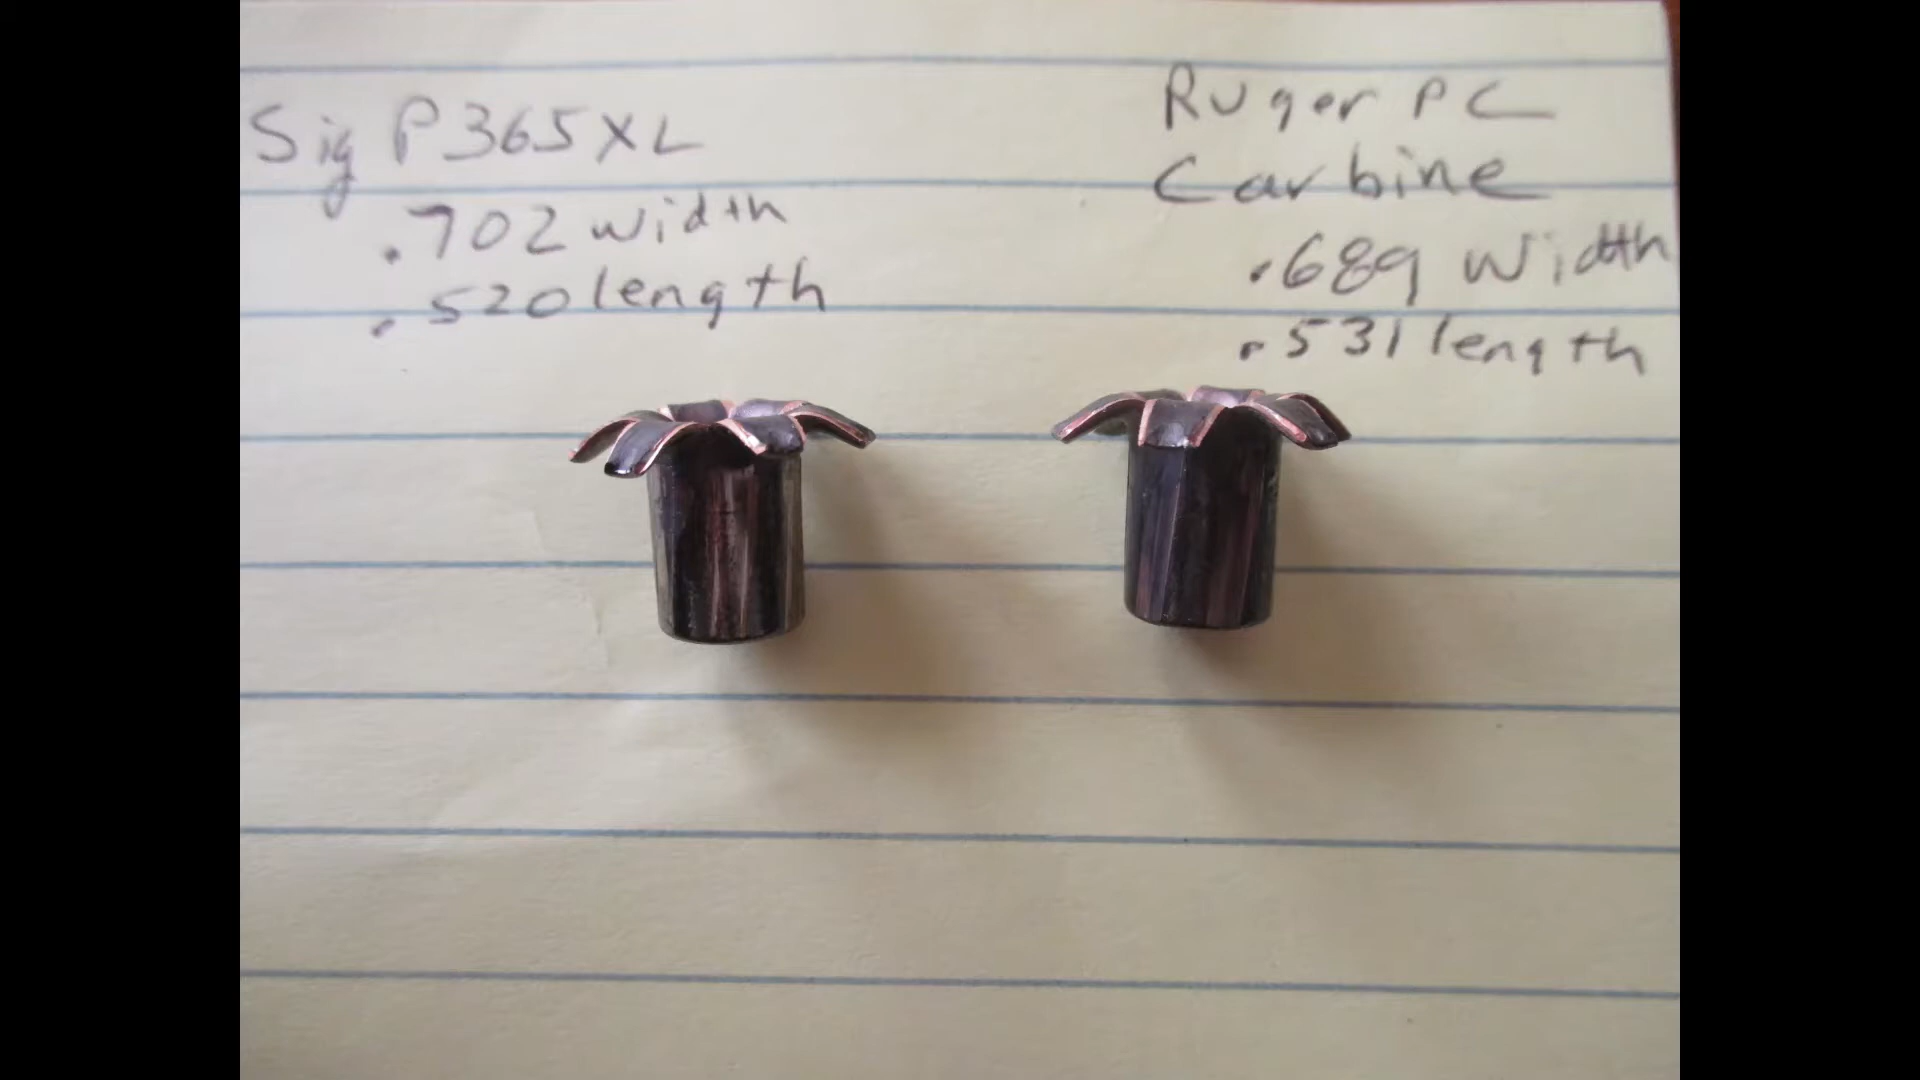 Sig P365XL
.702 width
.520 length
Ruger PC
Carbine
.689 width
.531 length